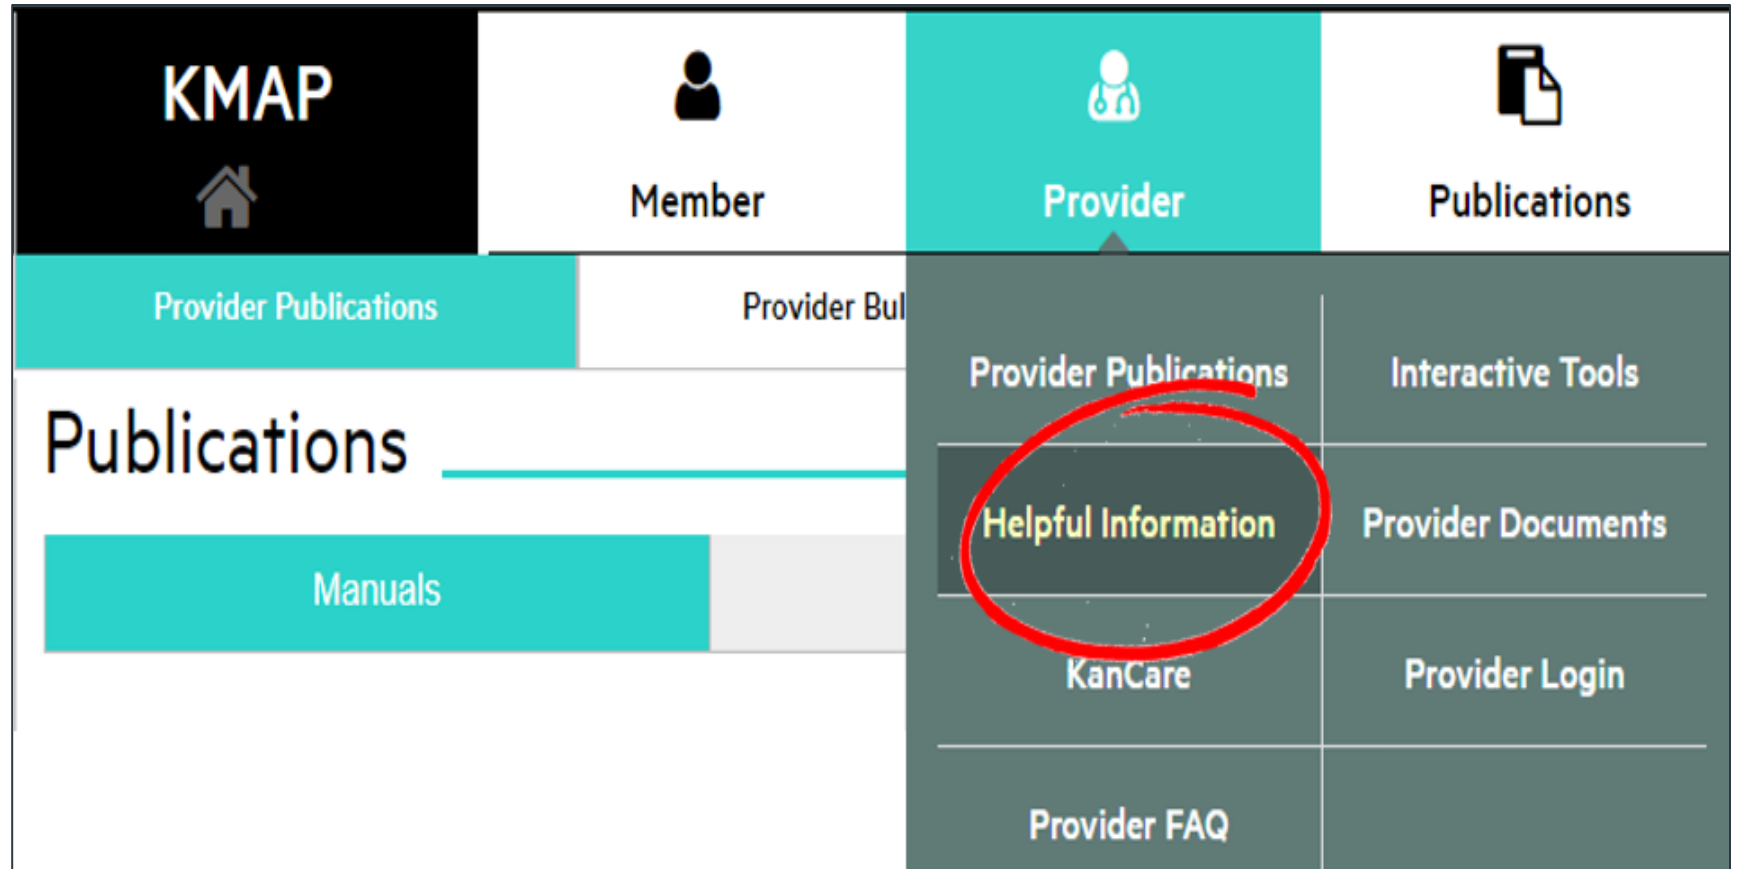 KMAP
Member
Provider
Publications
Provider Publications
Provider Bul
Provider Publications
Interactive Tools
Publications
Helpful Information
Provider Documents
Manuals
KanCare
Provider Login
Provider FAQ